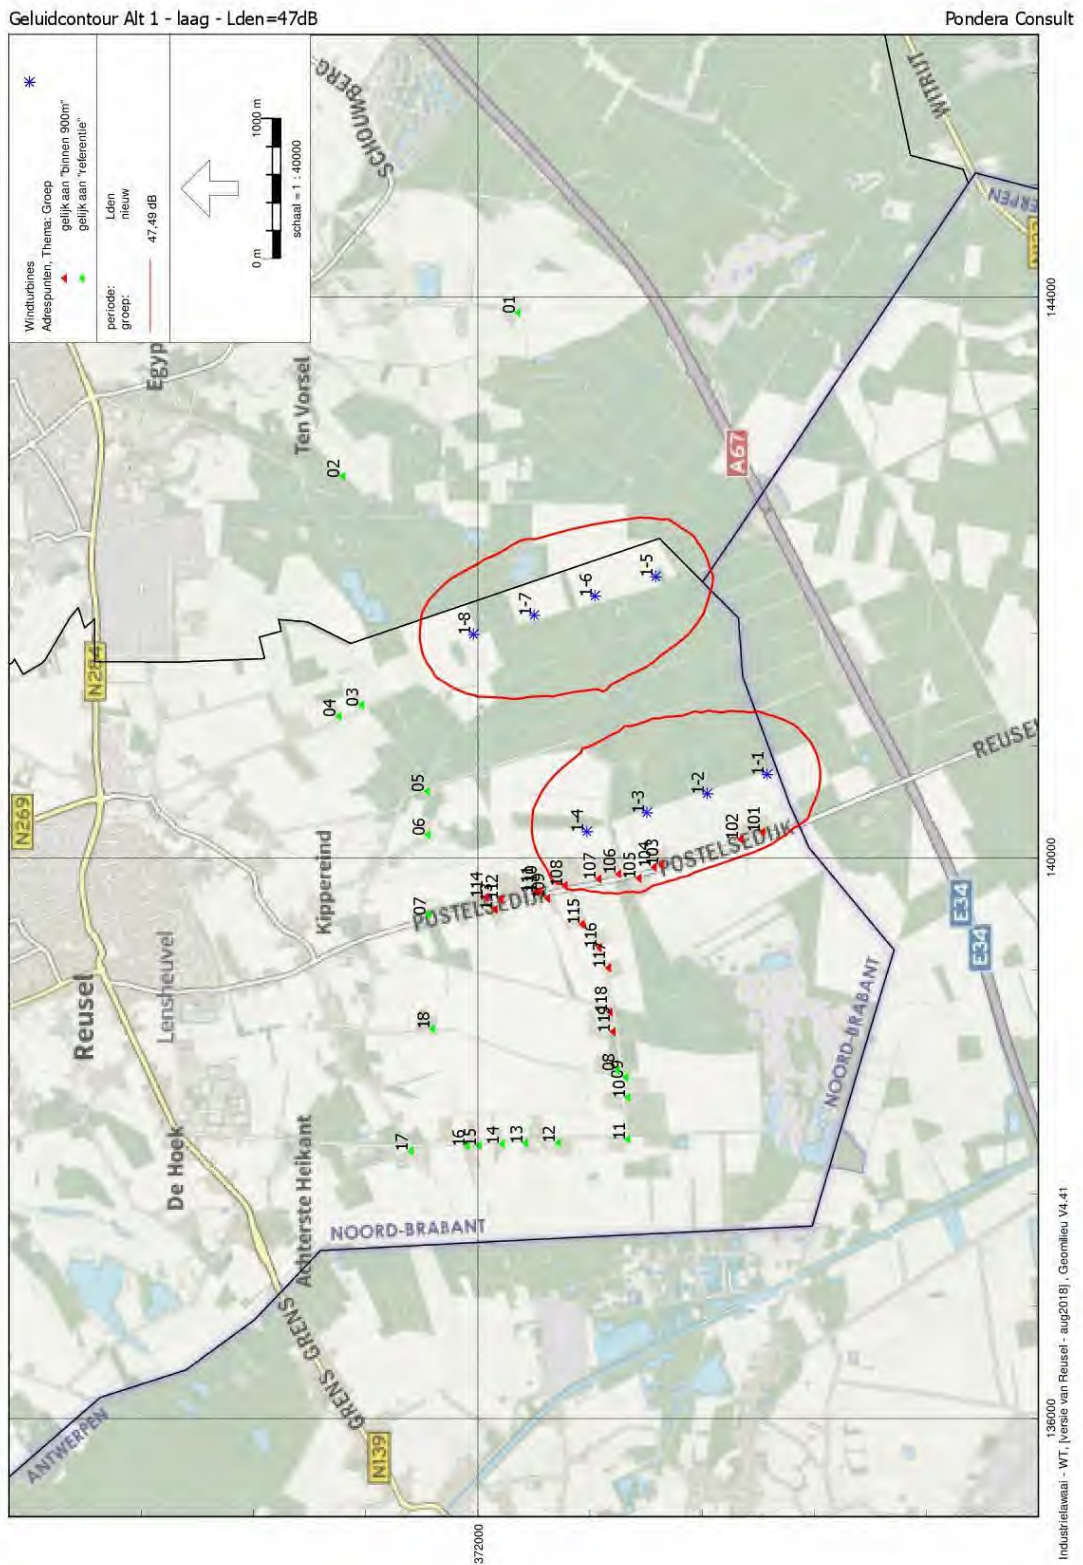 Geluidcontour Alt 1 - laag - Lden=47dB
Pondera Consult
Windturbines
Adrespunten, Thema: Groep
gelijk aan "binnen 900m"
gelijk aan "referentie"
periode: Lden
groep: nieuw
47,49 dB
0 m
1000 m
schaal = 1 : 40000
SCHOUWBERG
WITRIJT
Egyp
Ten Vorsel
01
02
N284
1-8
1-7
1-6
1-5
A67
04
03
05
06
N269
Kippereind
1-4
1-3
1-2
1-1
REUSEL
102
101
POSTELSEDIJK
103
104
105
106
107
108
109
110
111
112
114
07
POSTELSEDIJK
115
116
117
118
119
Reusel
Lensheuvel
18
08
09
10
11
12
13
14
15
16
17
De Hoek
Achterste Heikant
NOORD-BRABANT
NOORD-BRABANT
E34
E34
GRENS
GRENS
N139
ANTWERPEN
144000
140000
136000
372000
Industrielawaai - WT, [versie van Reusel - aug2018] , Geomilieu V4.41